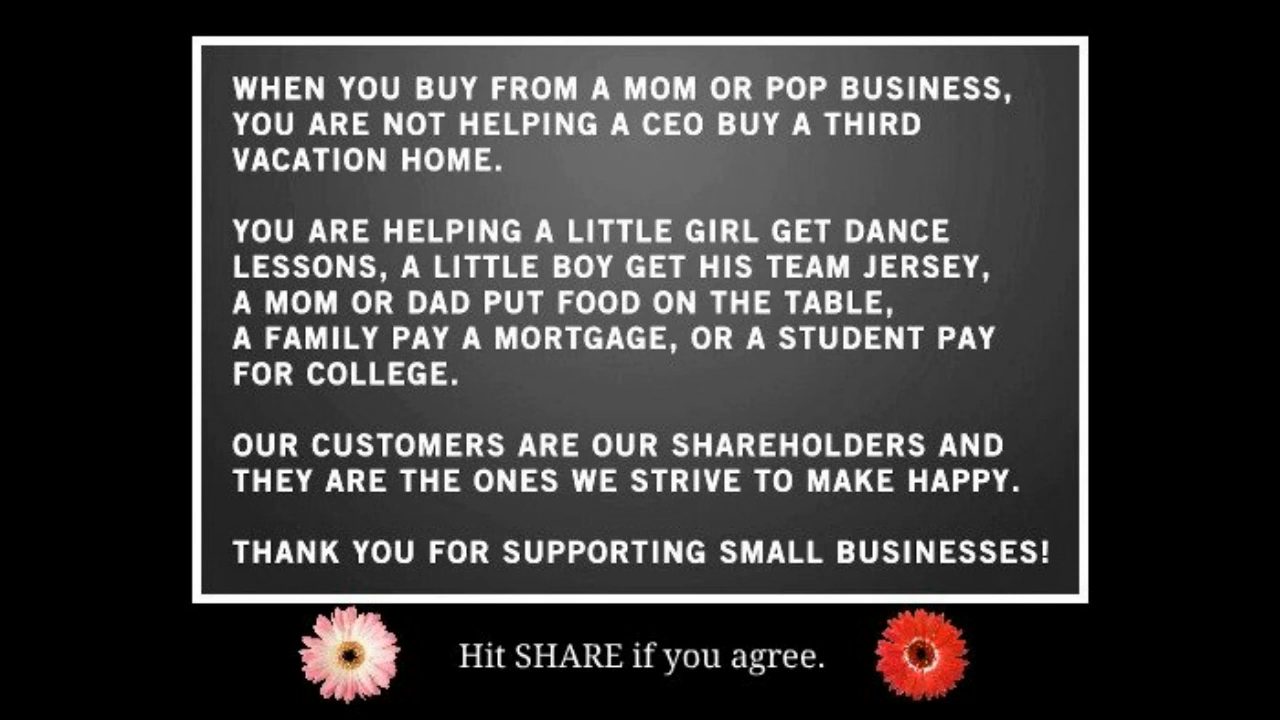 WHEN YOU BUY FROM A MOM OR POP BUSINESS,
YOU ARE NOT HELPING A CEO BUY A THIRD
VACATION HOME.
YOU ARE HELPING A LITTLE GIRL GET DANCE
LESSONS, A LITTLE BOY GET HIS TEAM JERSEY,
A MOM OR DAD PUT FOOD ON THE TABLE,
A FAMILY PAY A MORTGAGE, OR A STUDENT PAY
FOR COLLEGE.
OUR CUSTOMERS ARE OUR SHAREHOLDERS AND
THEY ARE THE ONES WE STRIVE TO MAKE HAPPY.
THANK YOU FOR SUPPORTING SMALL BUSINESSES!
Hit SHARE if you agree.